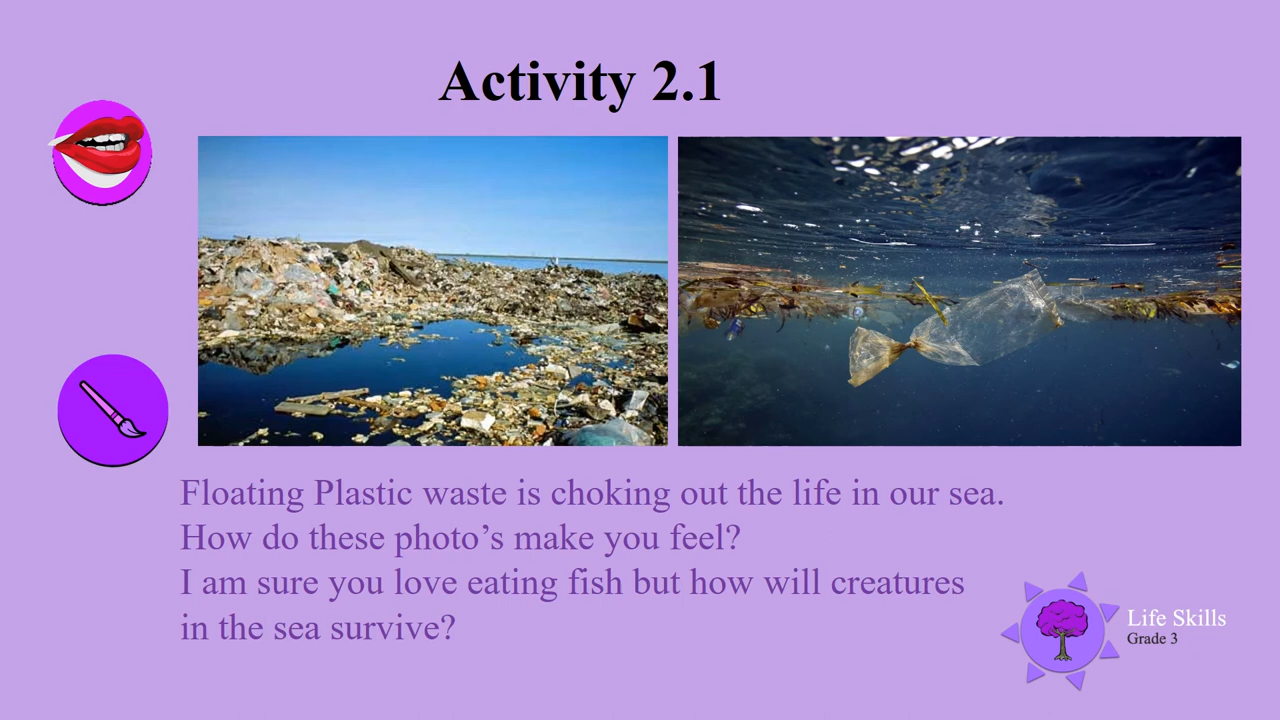 Activity 2.1
Floating Plastic waste is choking out the life in our sea.
How do these photo’s make you feel?
I am sure you love eating fish but how will creatures
in the sea survive?
Life Skills
Grade 3